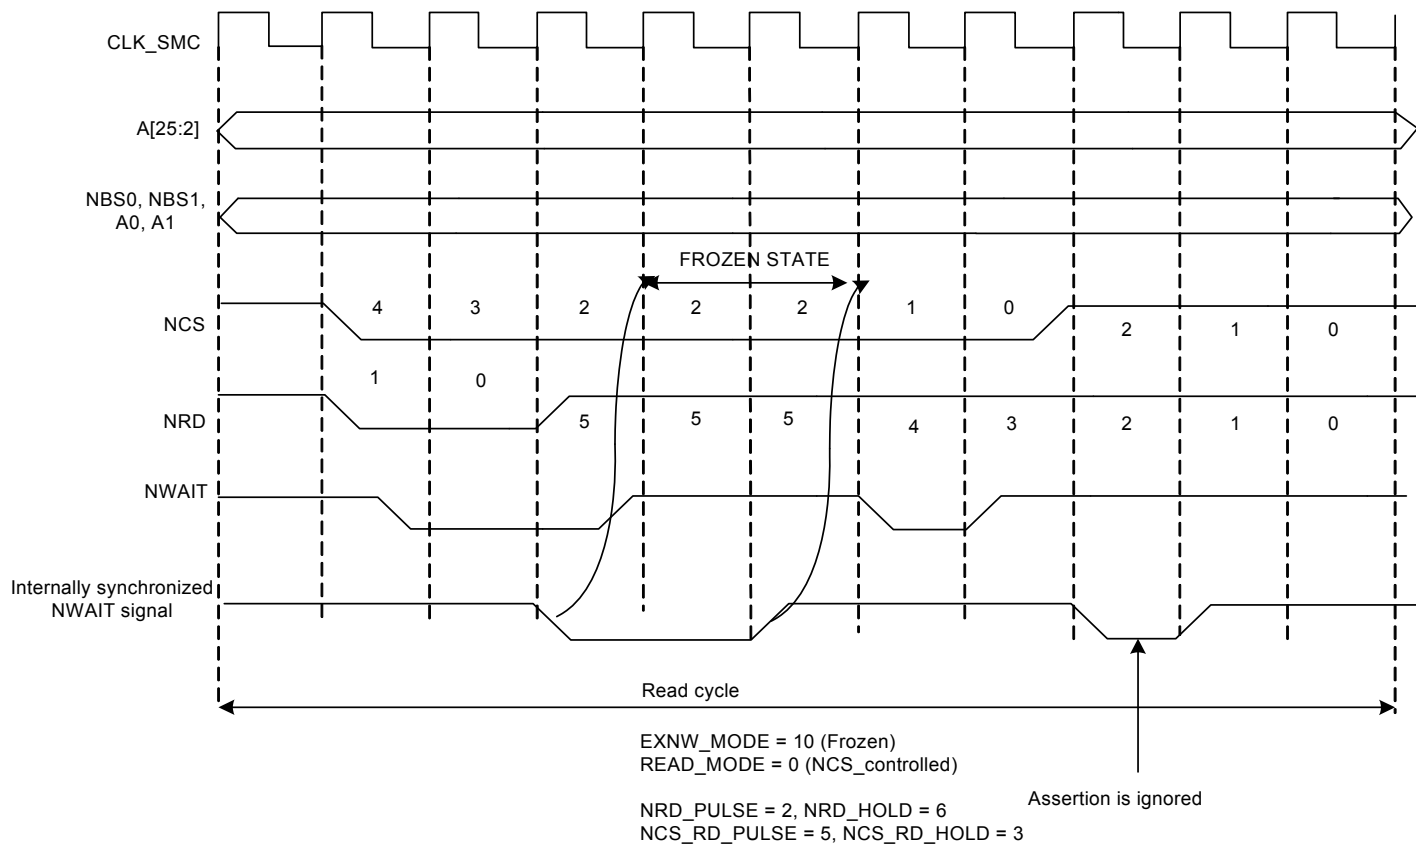 CLK_SMC
A[25:2]
NBS0, NBS1,
A0, A1
FROZEN STATE
4 3 2 2 2 1 0
NCS
2 1 0
1 0
NRD
5 5 5 4 3 2 1 0
NWAIT
Internally synchronized
NWAIT signal
Read cycle
EXNW_MODE = 10 (Frozen)
READ_MODE = 0 (NCS_controlled)
Assertion is ignored
NRD_PULSE = 2, NRD_HOLD = 6
NCS_RD_PULSE = 5, NCS_RD_HOLD = 3